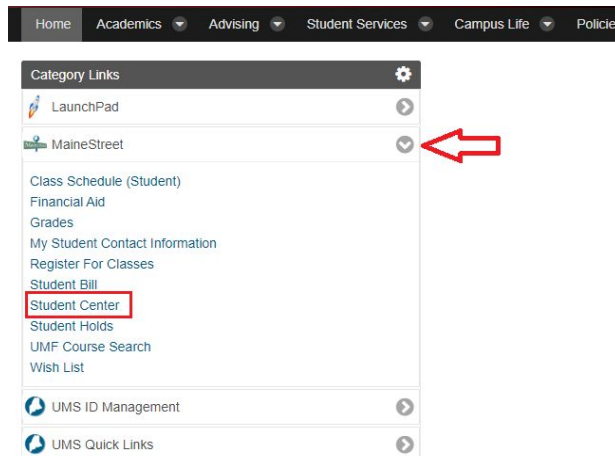 Home Academics Advising Student Services Campus Life Policie
Category Links
LaunchPad
MaineStreet
Class Schedule (Student)
Financial Aid
Grades
My Student Contact Information
Register For Classes
Student Bill
Student Center
Student Holds
UMF Course Search
Wish List
UMS ID Management
UMS Quick Links